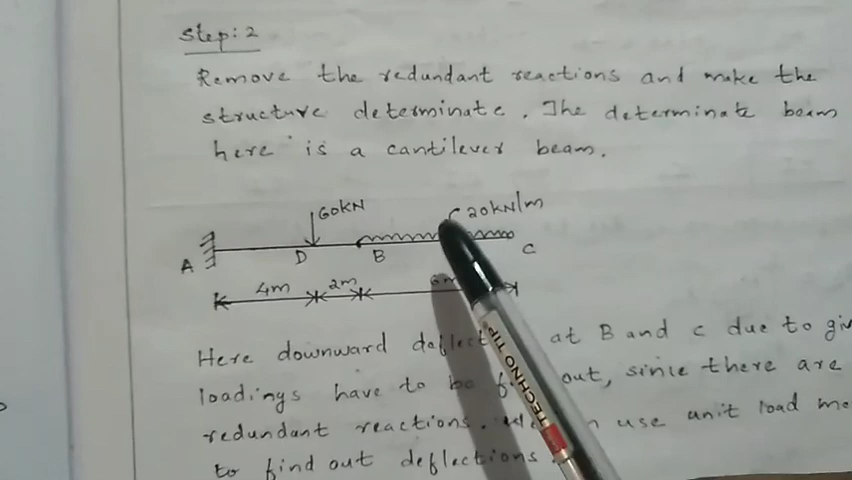 Step:2
Remove the redundant reactions and make the
structure determinate. The determinate beam
here is a cantilever beam.
60KN
20KN/m
A
D
B
C
4m
2m
6m
Here downward at B and c due to
loadings have to be out, since there are
redundant reactions. use unit load
to find out deflections.
TECHNO TIP